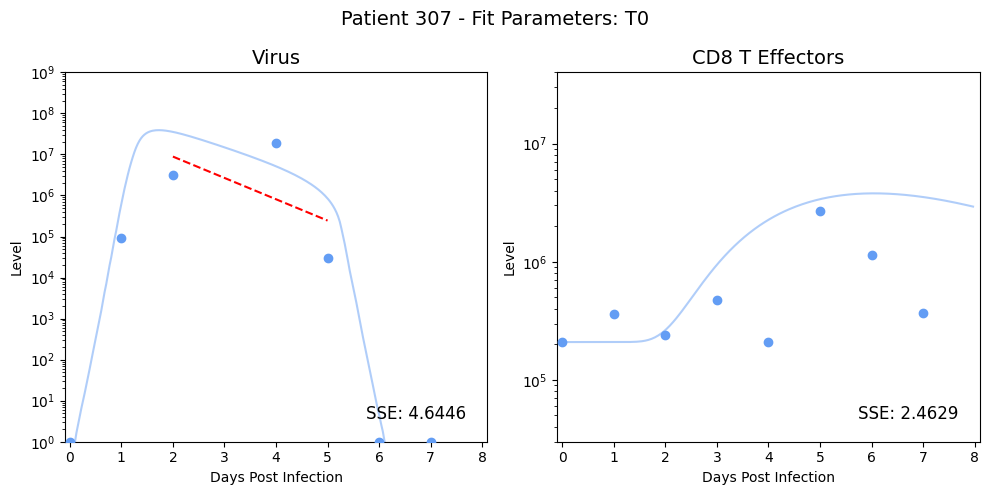 Patient 307 - Fit Parameters: T0
Virus
CD8 T Effectors
Level
10^9
10^8
10^7
10^6
10^5
10^4
10^3
10^2
10^1
10^0
SSE: 4.6446
0 1 2 3 4 5 6 7 8
Days Post Infection
Level
10^7
10^6
10^5
SSE: 2.4629
0 1 2 3 4 5 6 7 8
Days Post Infection